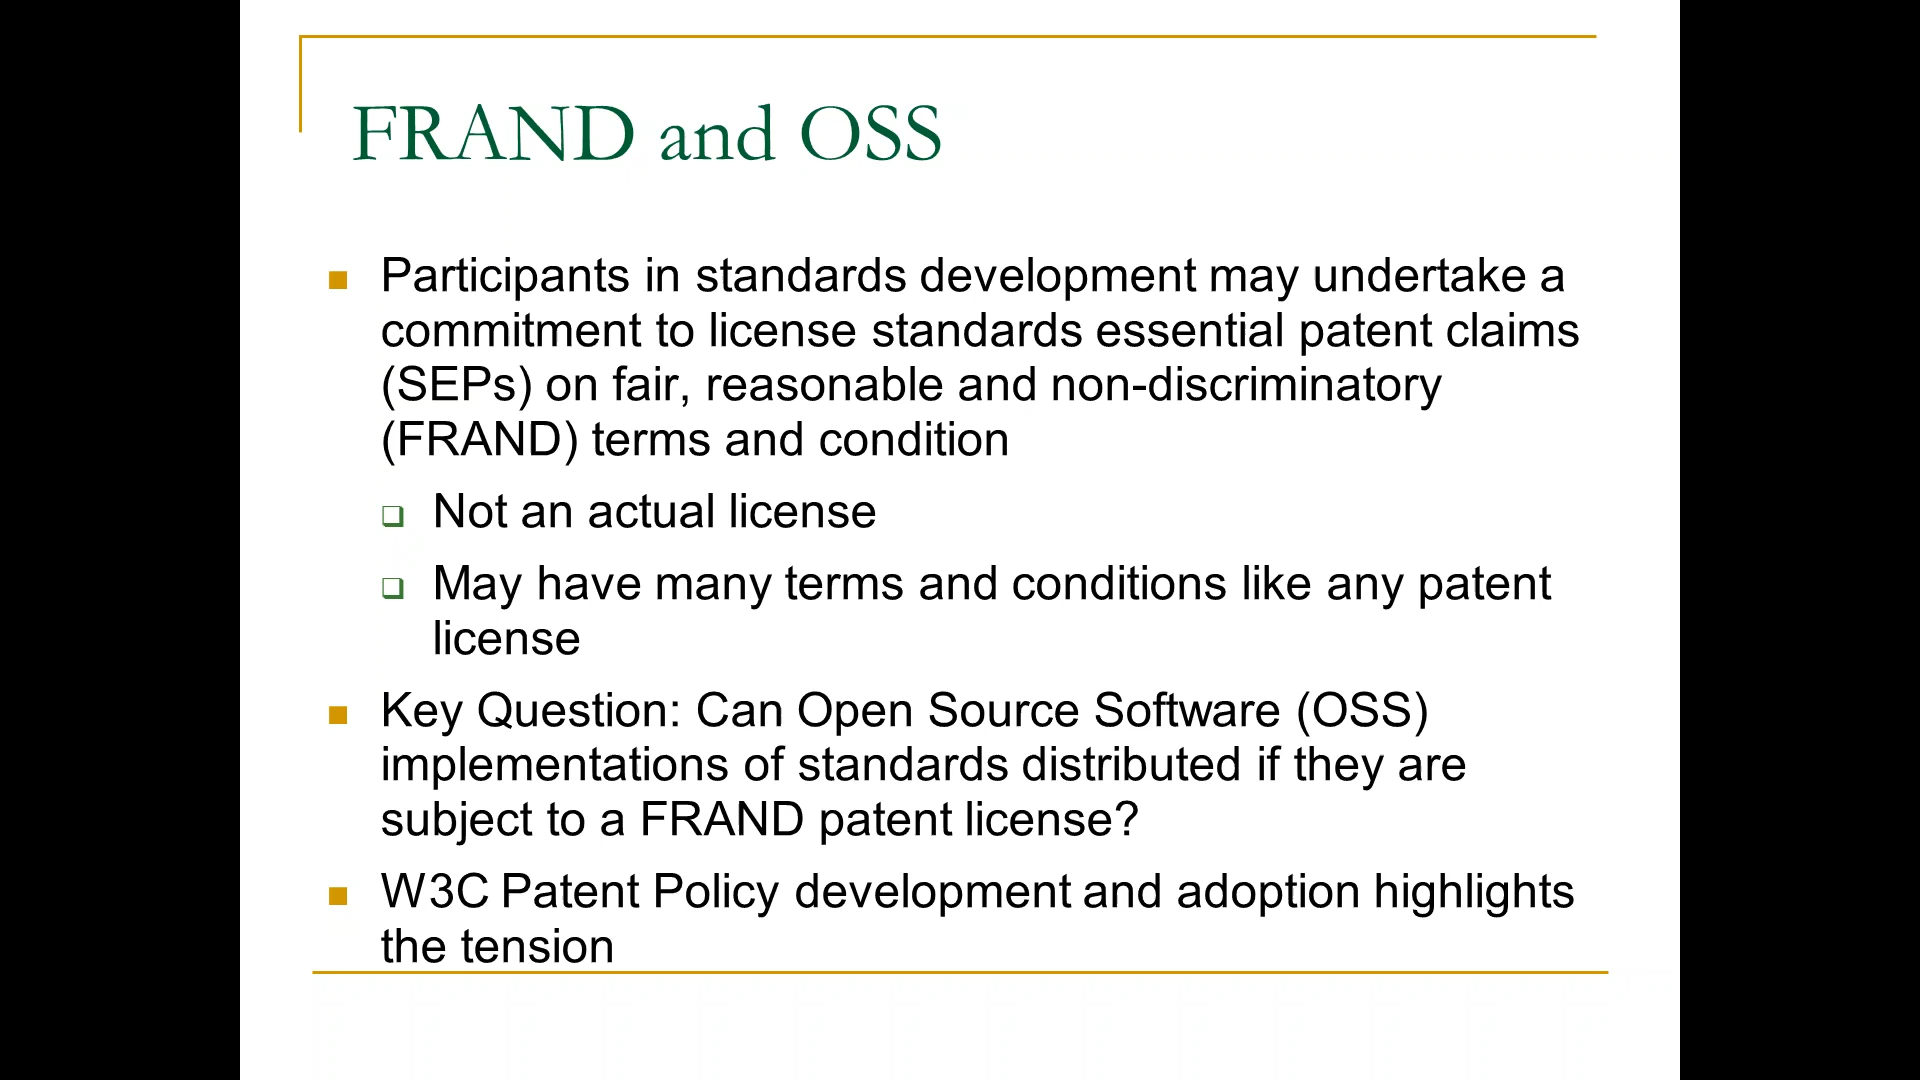 FRAND and OSS
Participants in standards development may undertake a
commitment to license standards essential patent claims
(SEPs) on fair, reasonable and non-discriminatory
(FRAND) terms and condition
Not an actual license
May have many terms and conditions like any patent
license
Key Question: Can Open Source Software (OSS)
implementations of standards distributed if they are
subject to a FRAND patent license?
W3C Patent Policy development and adoption highlights
the tension